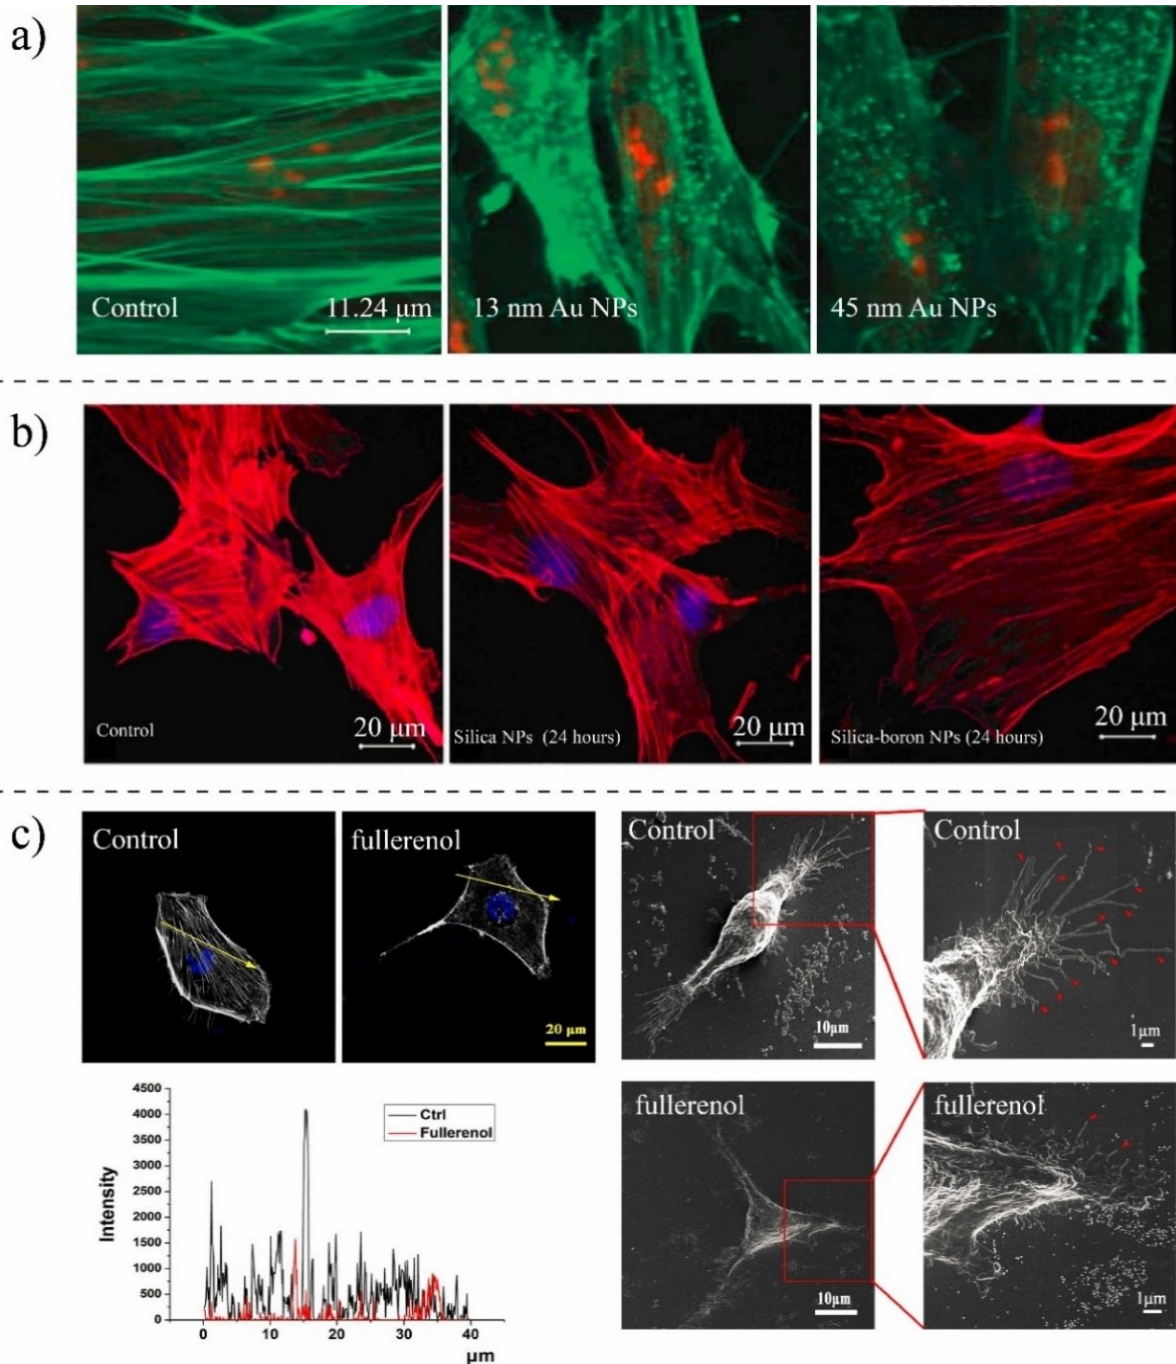 a)
Control
11.24 μm
13 nm Au NPs
45 nm Au NPs
b)
Control
20 μm
Silica NPs (24 hours)
20 μm
Silica-boron NPs (24 hours)
20 μm
c)
Control
fullerenol
20 μm
Control
10μm
Control
1μm
4500
4000
3500
3000
2500
2000
1500
1000
500
0
Intensity
Ctrl
Fullerenol
0
10
20
30
40
μm
fullerenol
10μm
fullerenol
1μm